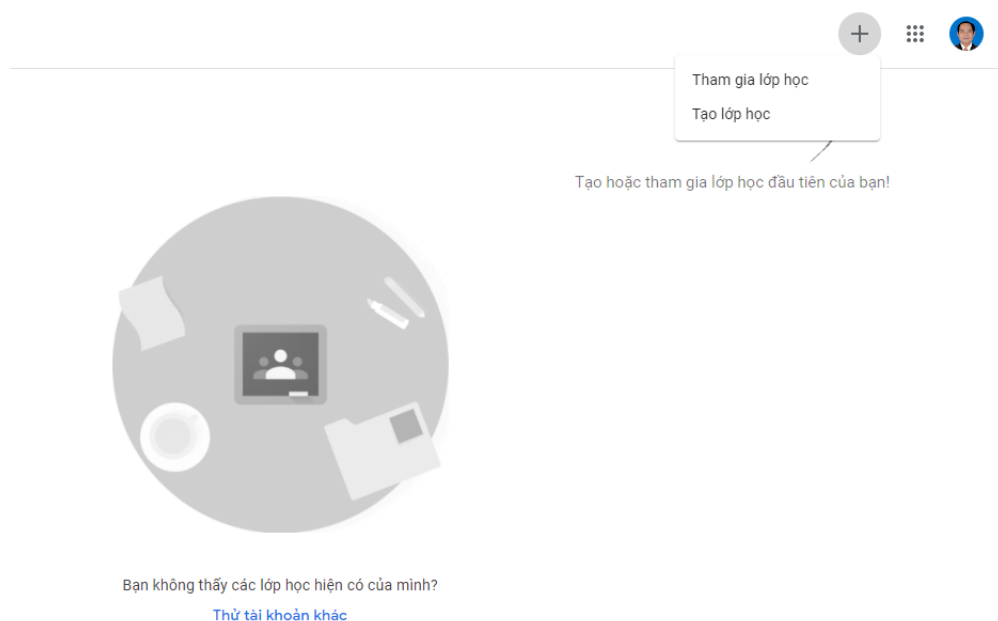 Tham gia lớp học
Tạo lớp học
Tạo hoặc tham gia lớp học đầu tiên của bạn!
Bạn không thấy các lớp học hiện có của mình?
Thử tài khoản khác